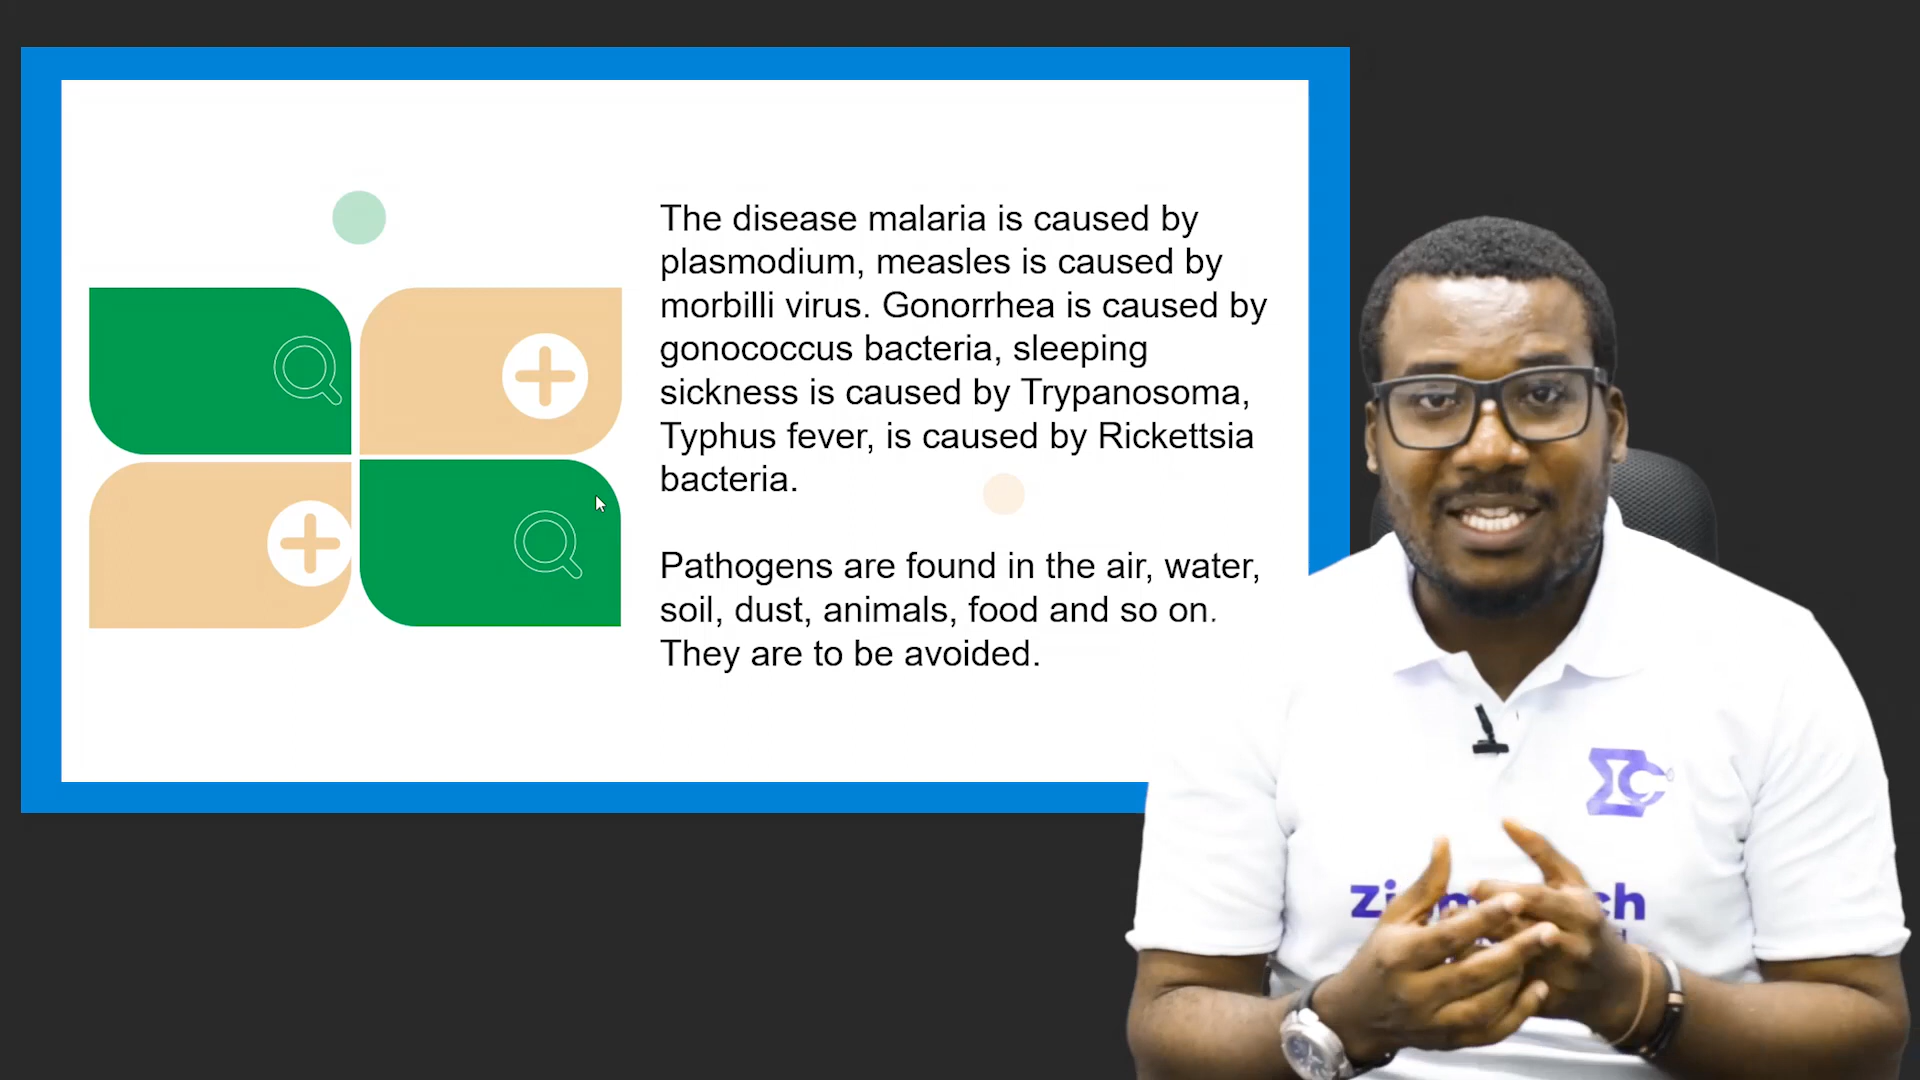 The disease malaria is caused by
plasmodium, measles is caused by
morbilli virus. Gonorrhea is caused by
gonococcus bacteria, sleeping
sickness is caused by Trypanosoma,
Typhus fever, is caused by Rickettsia
bacteria.
Pathogens are found in the air, water,
soil, dust, animals, food and so on.
They are to be avoided.